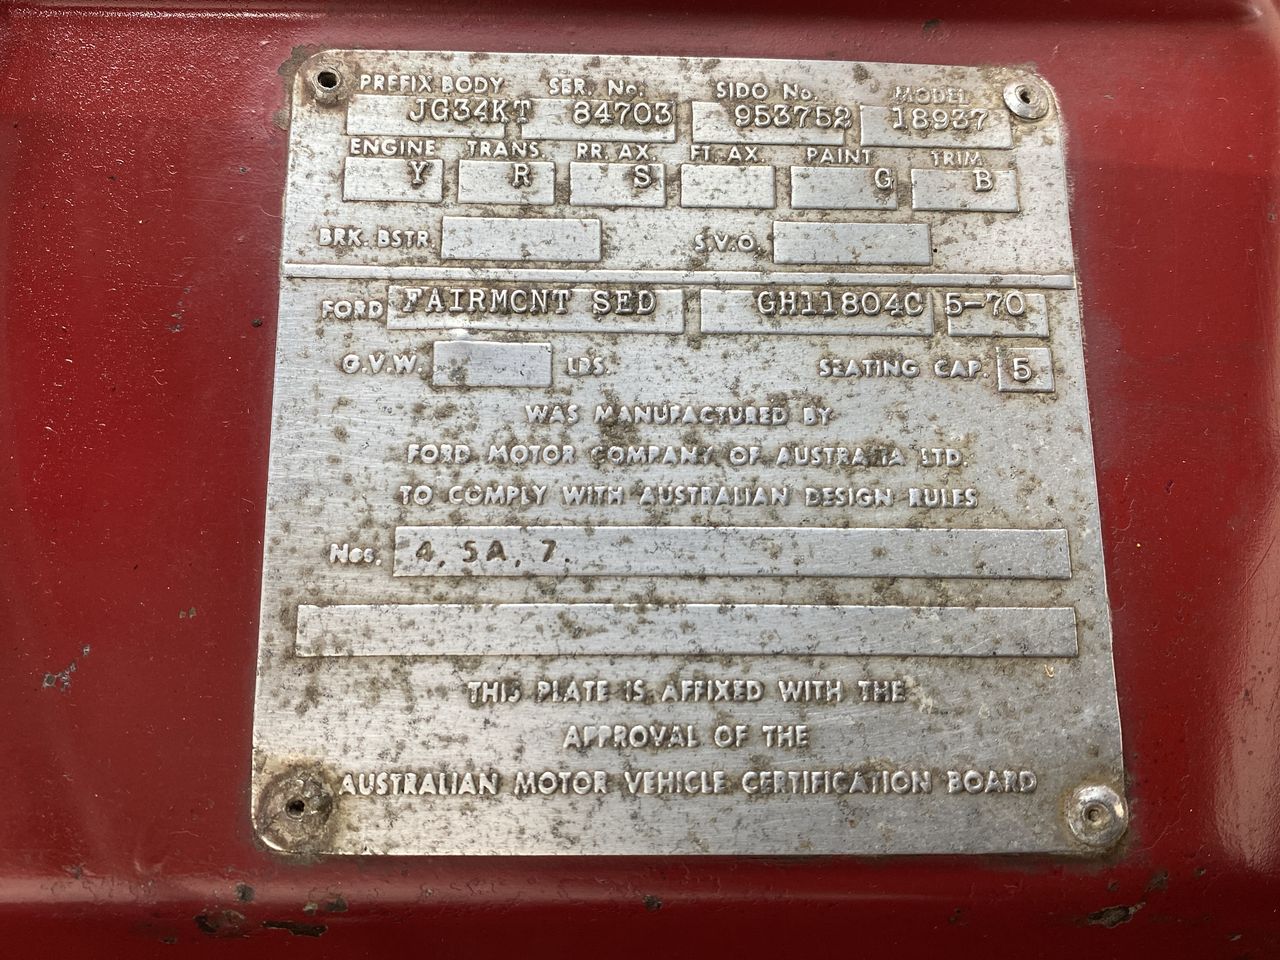 PREFIX BODY SER. No. SIDO No. MODEL
JG34KT 84703 953752 18937
ENGINE TRANS. RR. AX. FT. AX. PAINT TRIM
Y R S G B
BRK. BSTR. S.V.O.
FORD FAIRMONT SED GH11804C 5-70
G.V.W. LBS. SEATING CAP. 5
WAS MANUFACTURED BY
FORD MOTOR COMPANY OF AUSTRALIA LTD.
TO COMPLY WITH AUSTRALIAN DESIGN RULES
Nos. 4, 5A, 7.
THIS PLATE IS AFFIXED WITH THE
APPROVAL OF THE
AUSTRALIAN MOTOR VEHICLE CERTIFICATION BOARD